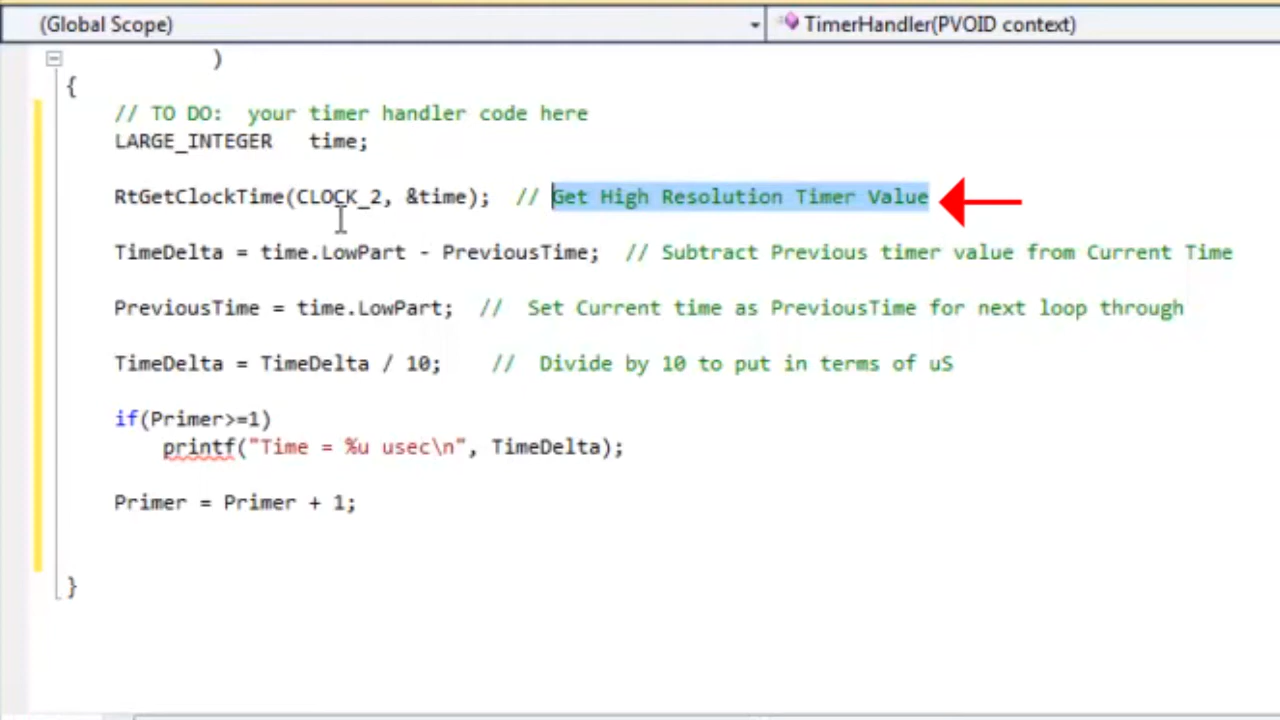 (Global Scope) TimerHandler(PVOID context)
)
{
// TO DO:  your timer handler code here
LARGE_INTEGER   time;
RtGetClockTime(CLOCK_2, &time);  // Get High Resolution Timer Value
TimeDelta = time.LowPart - PreviousTime;  // Subtract Previous timer value from Current Time
PreviousTime = time.LowPart;  //  Set Current time as PreviousTime for next loop through
TimeDelta = TimeDelta / 10;    //  Divide by 10 to put in terms of uS
if(Primer>=1)
printf("Time = %u usec\n", TimeDelta);
Primer = Primer + 1;
}